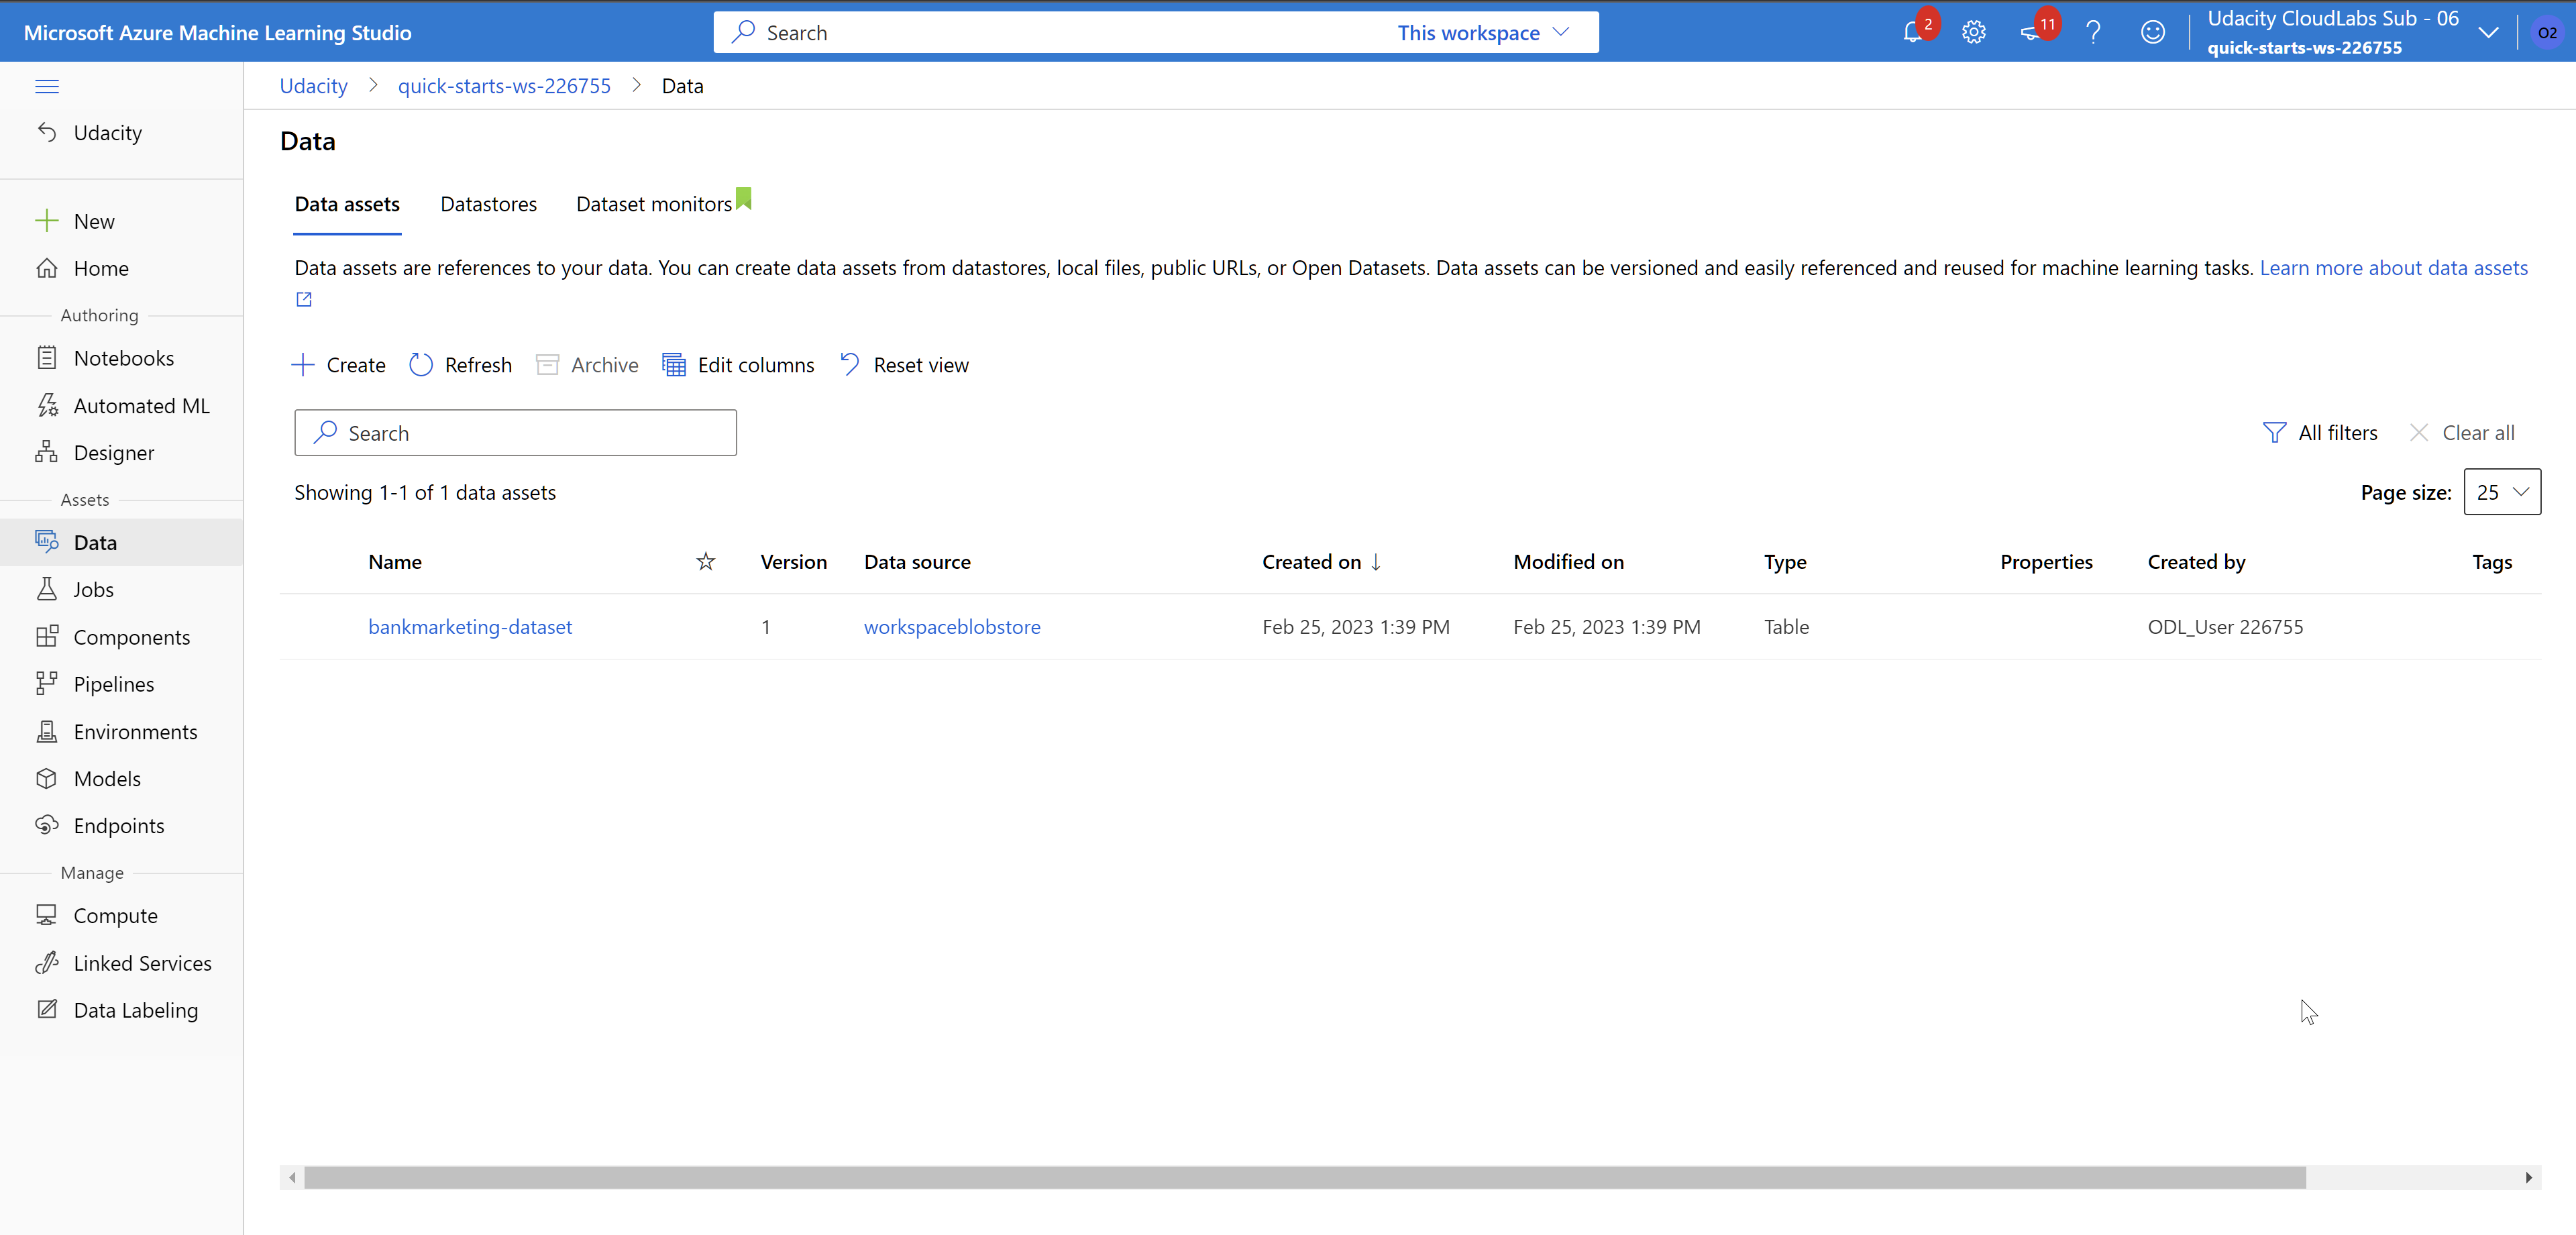 Microsoft Azure Machine Learning Studio
Search
This workspace
2
11
Udacity CloudLabs Sub - 06
quick-starts-ws-226755
O2
Udacity
New
Home
Authoring
Notebooks
Automated ML
Designer
Assets
Data
Jobs
Components
Pipelines
Environments
Models
Endpoints
Manage
Compute
Linked Services
Data Labeling
Udacity > quick-starts-ws-226755 > Data
Data
Data assets Datastores Dataset monitors
Data assets are references to your data. You can create data assets from datastores, local files, public URLs, or Open Datasets. Data assets can be versioned and easily referenced and reused for machine learning tasks. Learn more about data assets
Create Refresh Archive Edit columns Reset view
Search
All filters Clear all
Showing 1-1 of 1 data assets
Page size: 25
Name Version Data source Created on ↓ Modified on Type Properties Created by Tags
bankmarketing-dataset 1 workspaceblobstore Feb 25, 2023 1:39 PM Feb 25, 2023 1:39 PM Table ODL_User 226755